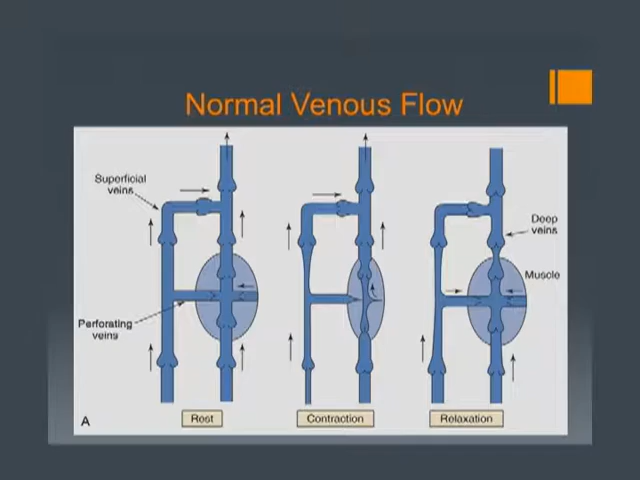 Normal Venous Flow
Superficial
veins
Deep
veins
Muscle
Perforating
veins
A
Rest
Contraction
Relaxation